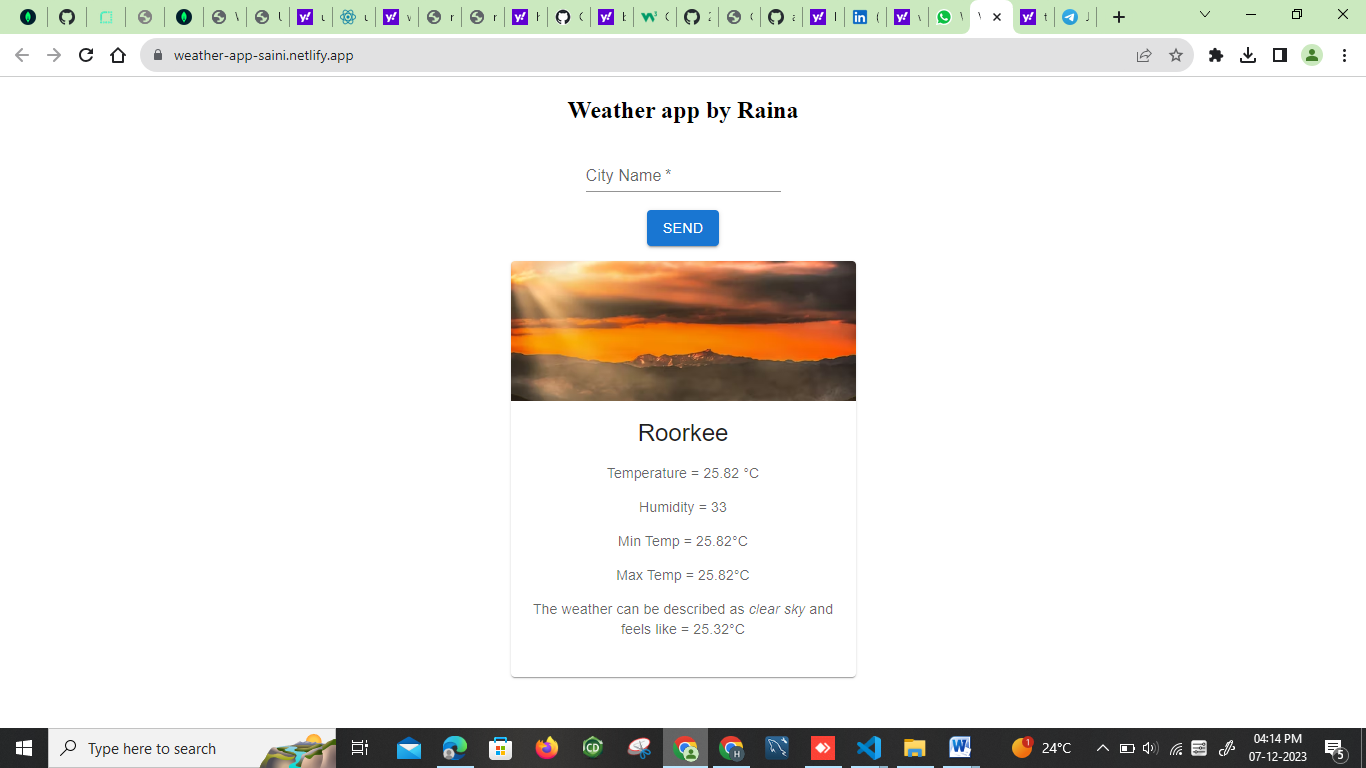 weather-app-saini.netlify.app
Weather app by Raina
City Name *
SEND
Roorkee
Temperature = 25.82 °C
Humidity = 33
Min Temp = 25.82°C
Max Temp = 25.82°C
The weather can be described as clear sky and
feels like = 25.32°C
Type here to search
24°C
04:14 PM
07-12-2023